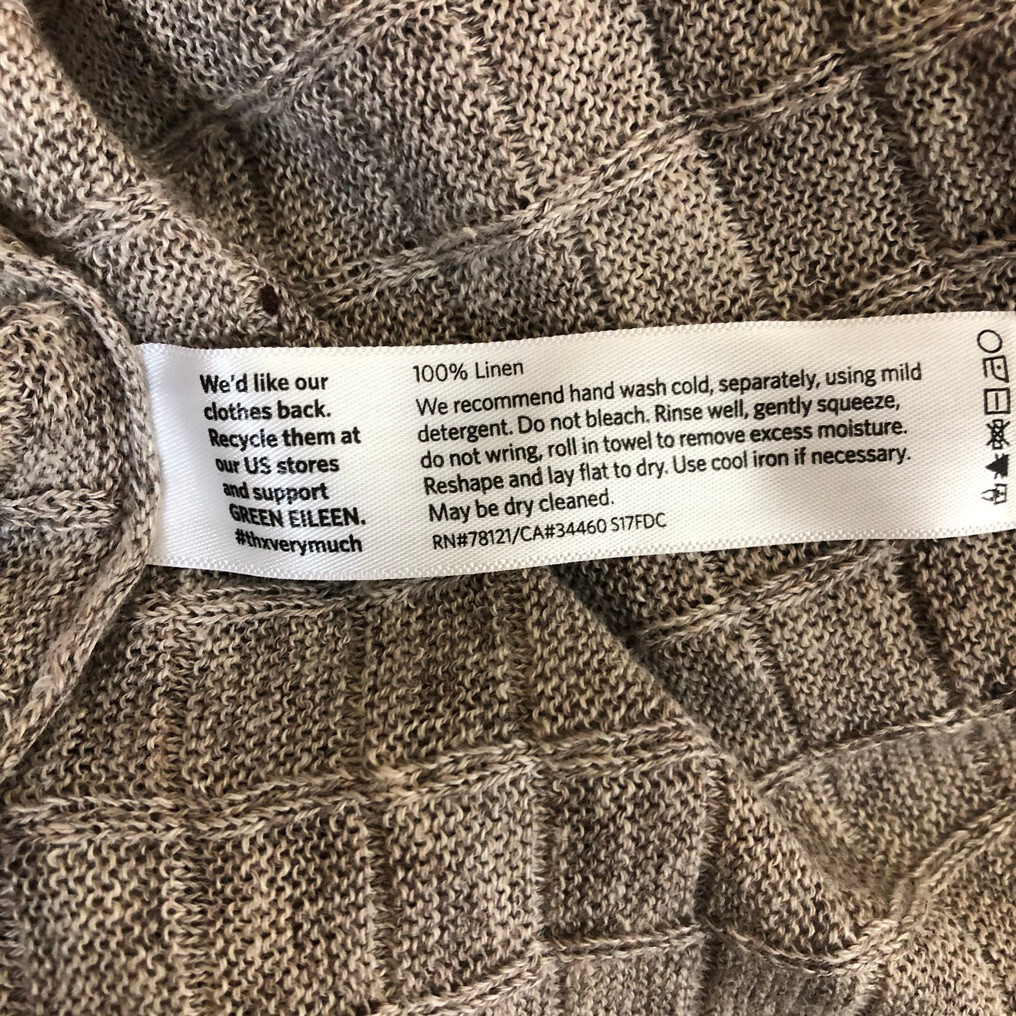 We'd like our
clothes back.
Recycle them at
our US stores
and support
GREEN EILEEN.
#thxverymuch
100% Linen
We recommend hand wash cold, separately, using mild
detergent. Do not bleach. Rinse well, gently squeeze,
do not wring, roll in towel to remove excess moisture.
Reshape and lay flat to dry. Use cool iron if necessary.
May be dry cleaned.
RN#78121/CA#34460 S17FDC